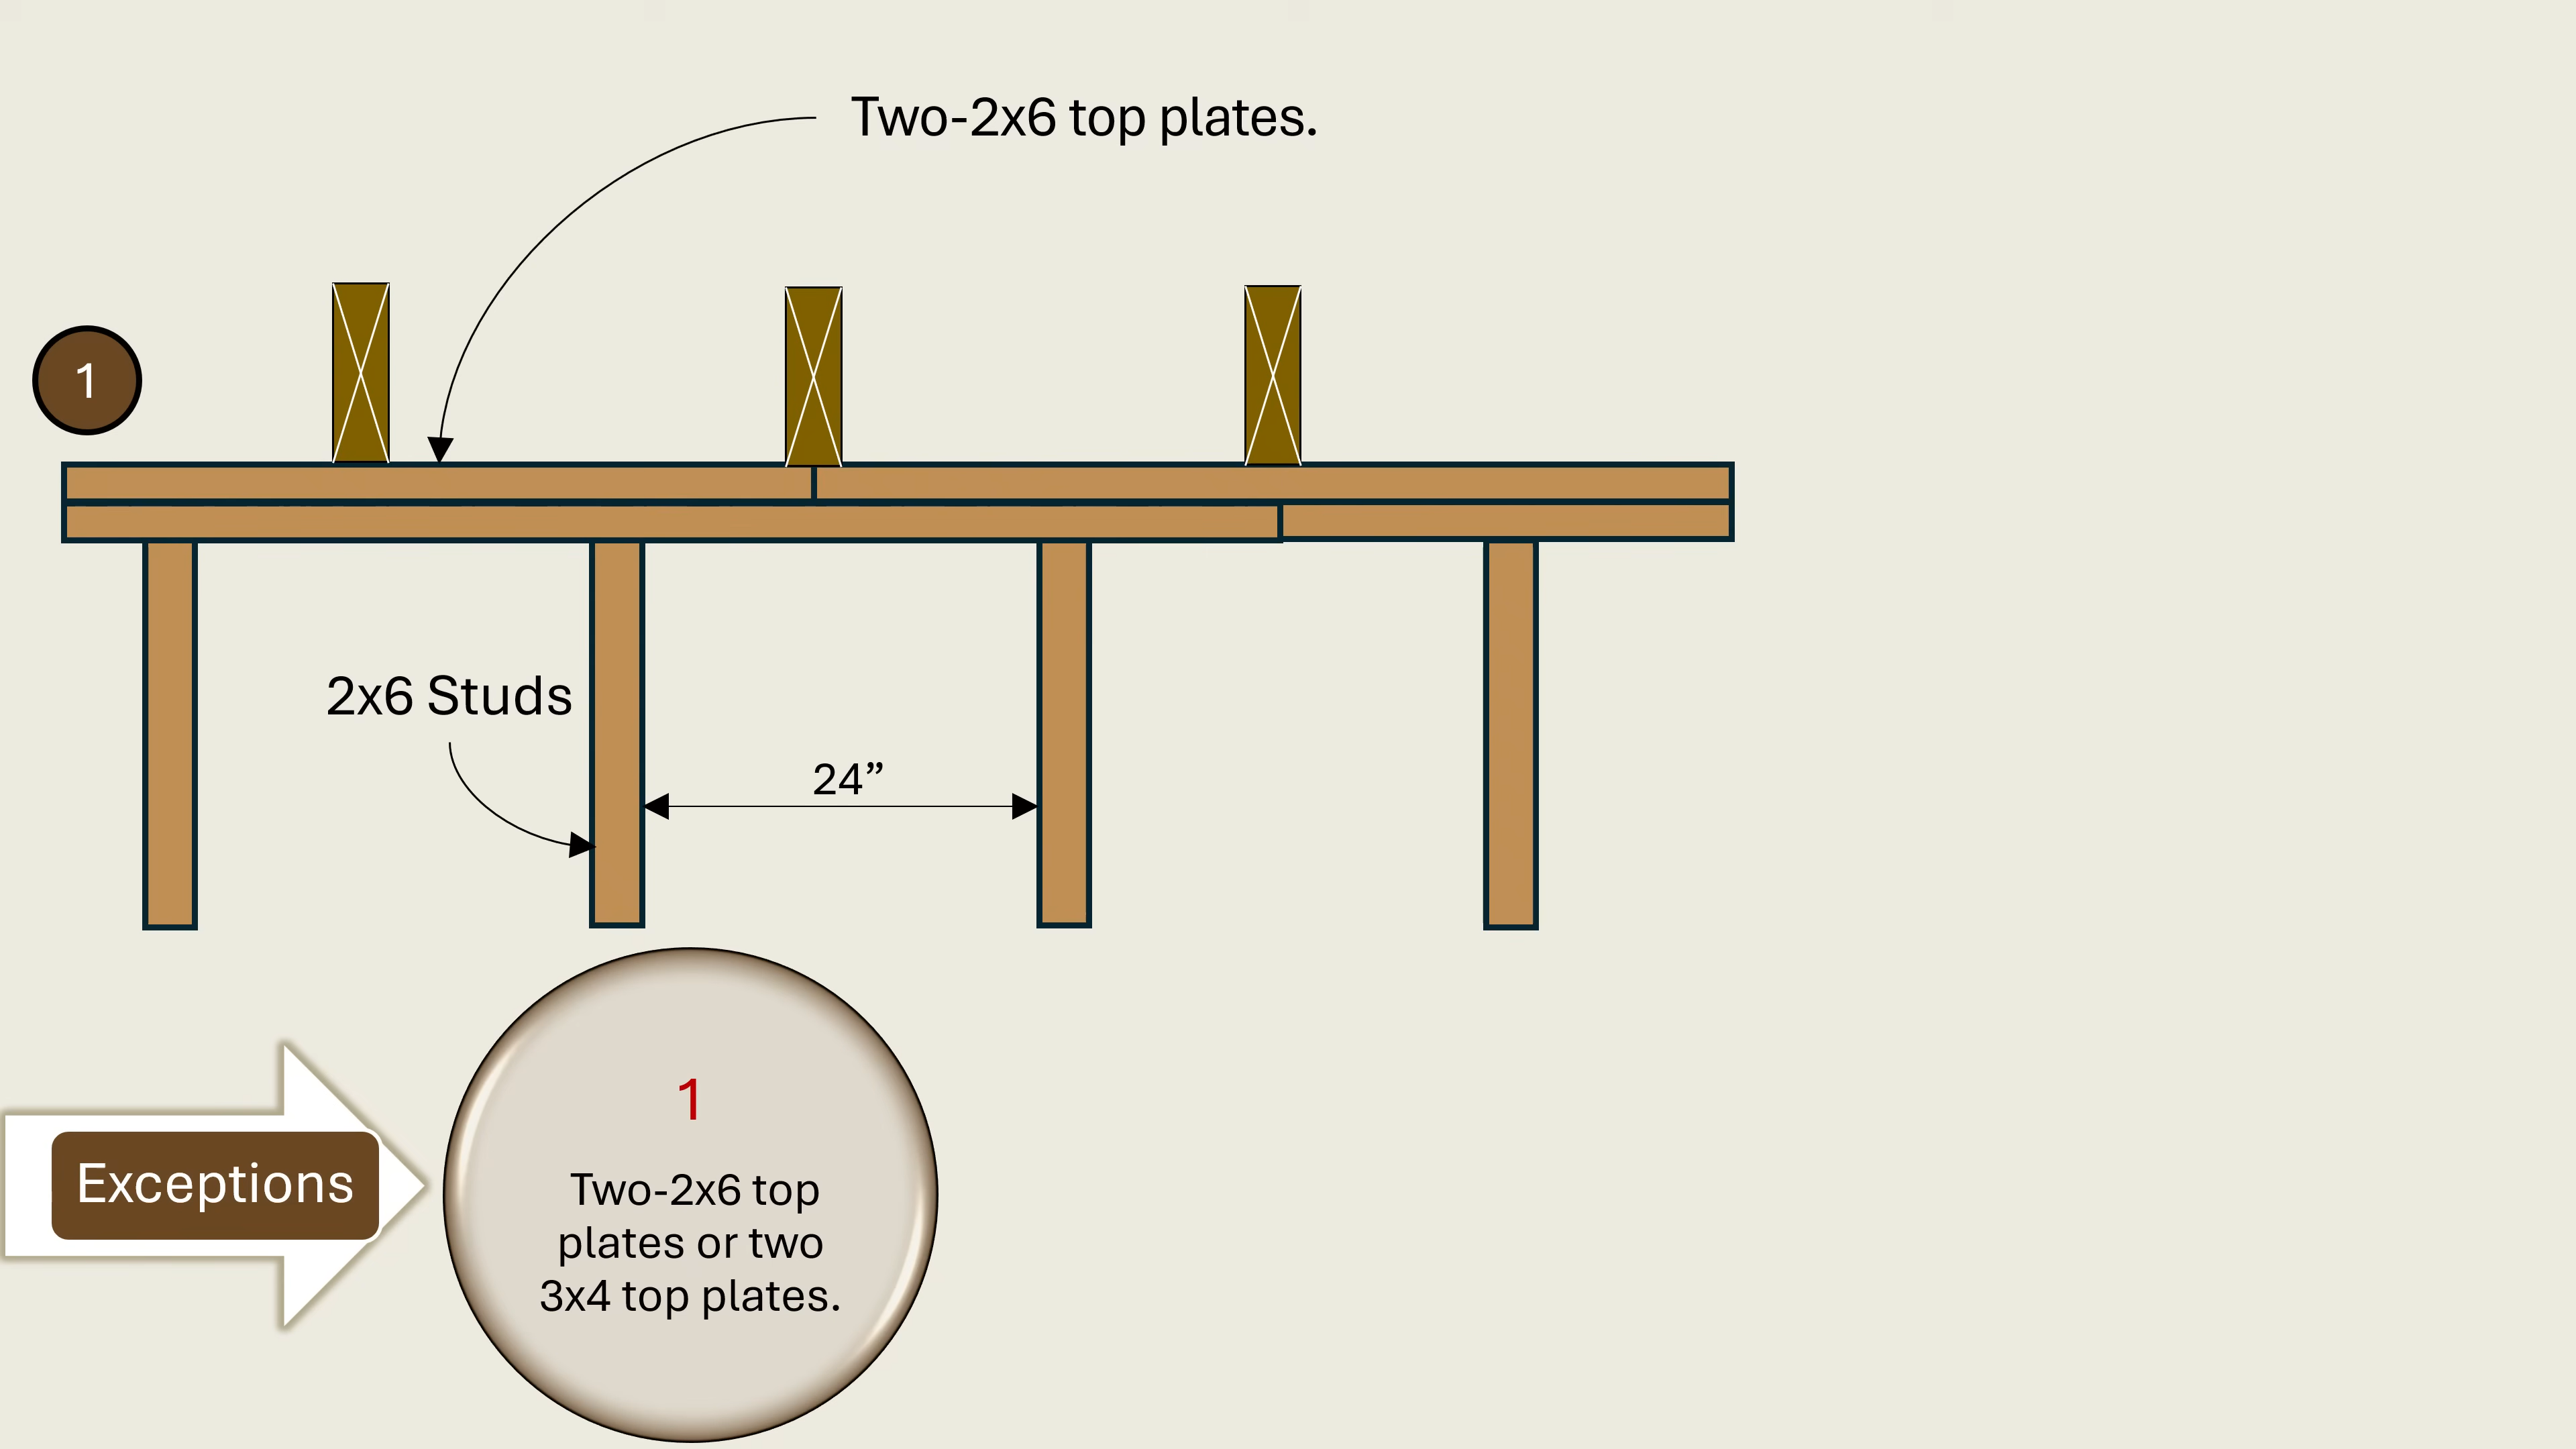 Two-2x6 top plates.
1
2x6 Studs
24”
Exceptions
1
Two-2x6 top
plates or two
3x4 top plates.